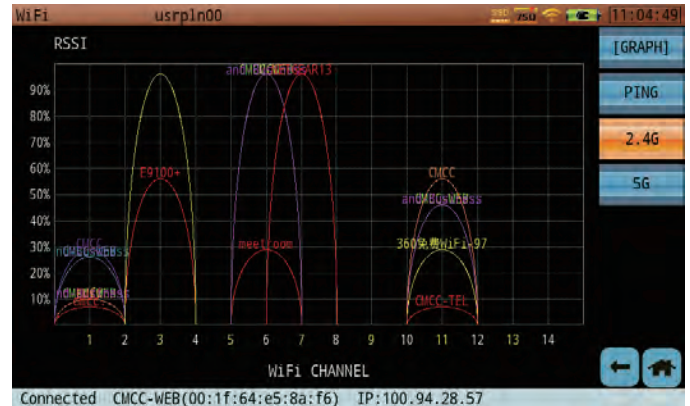 WiFi usrpln00 750 [11:04:49]
RSSI
[GRAPH]
PING
2.4G
5G
90%
80%
70%
60%
50%
40%
30%
20%
10%
E9100+
CMCC
meetroom
360免费WiFi-97
CMCC
CMCC-TEL
1 2 3 4 5 6 7 8 9 10 11 12 13 14
WiFi CHANNEL
Connected CMCC-WEB(00:1f:64:e5:8a:f6) IP:100.94.28.57